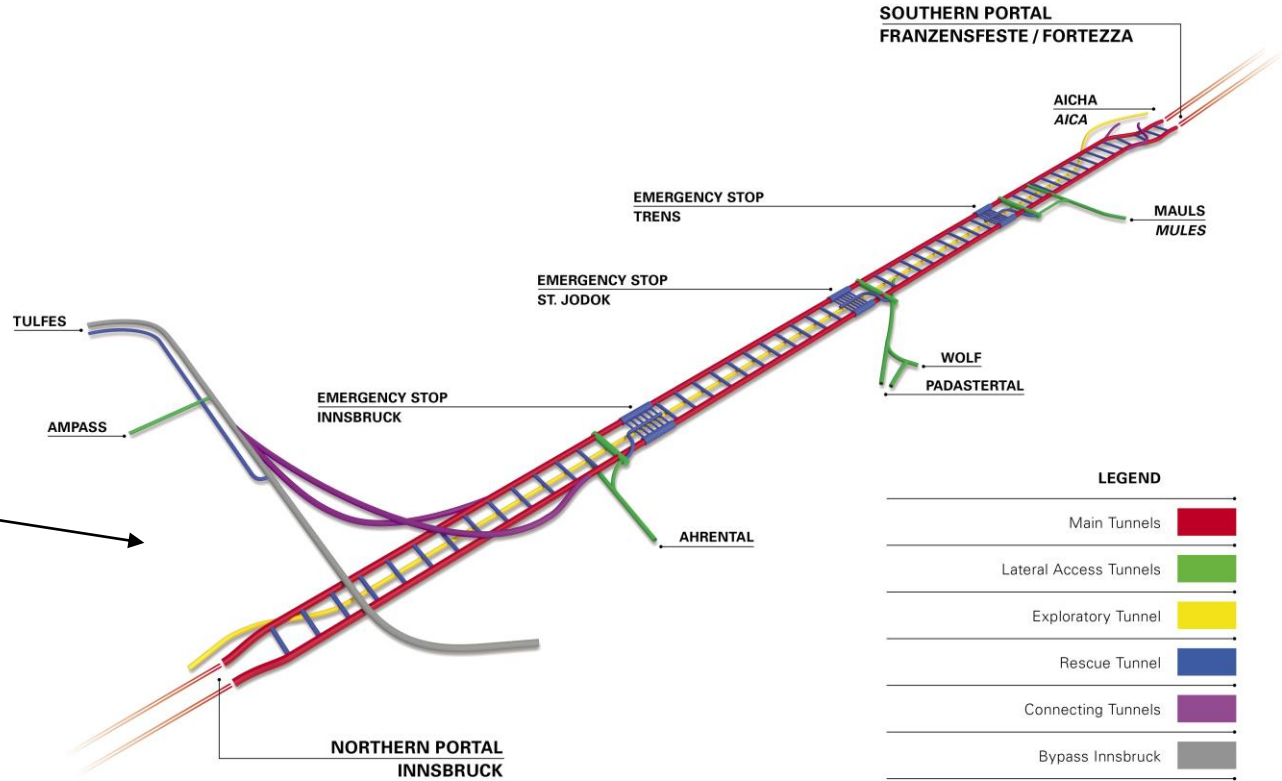 SOUTHERN PORTAL
FRANZENSFESTE / FORTEZZA
AICHA
AICA
EMERGENCY STOP
TRENS
MAULS
MULES
EMERGENCY STOP
ST. JODOK
TULFES
WOLF
PADASTERTAL
EMERGENCY STOP
INNSBRUCK
AMPASS
AHRENTAL
NORTHERN PORTAL
INNSBRUCK
LEGEND
Main Tunnels
Lateral Access Tunnels
Exploratory Tunnel
Rescue Tunnel
Connecting Tunnels
Bypass Innsbruck